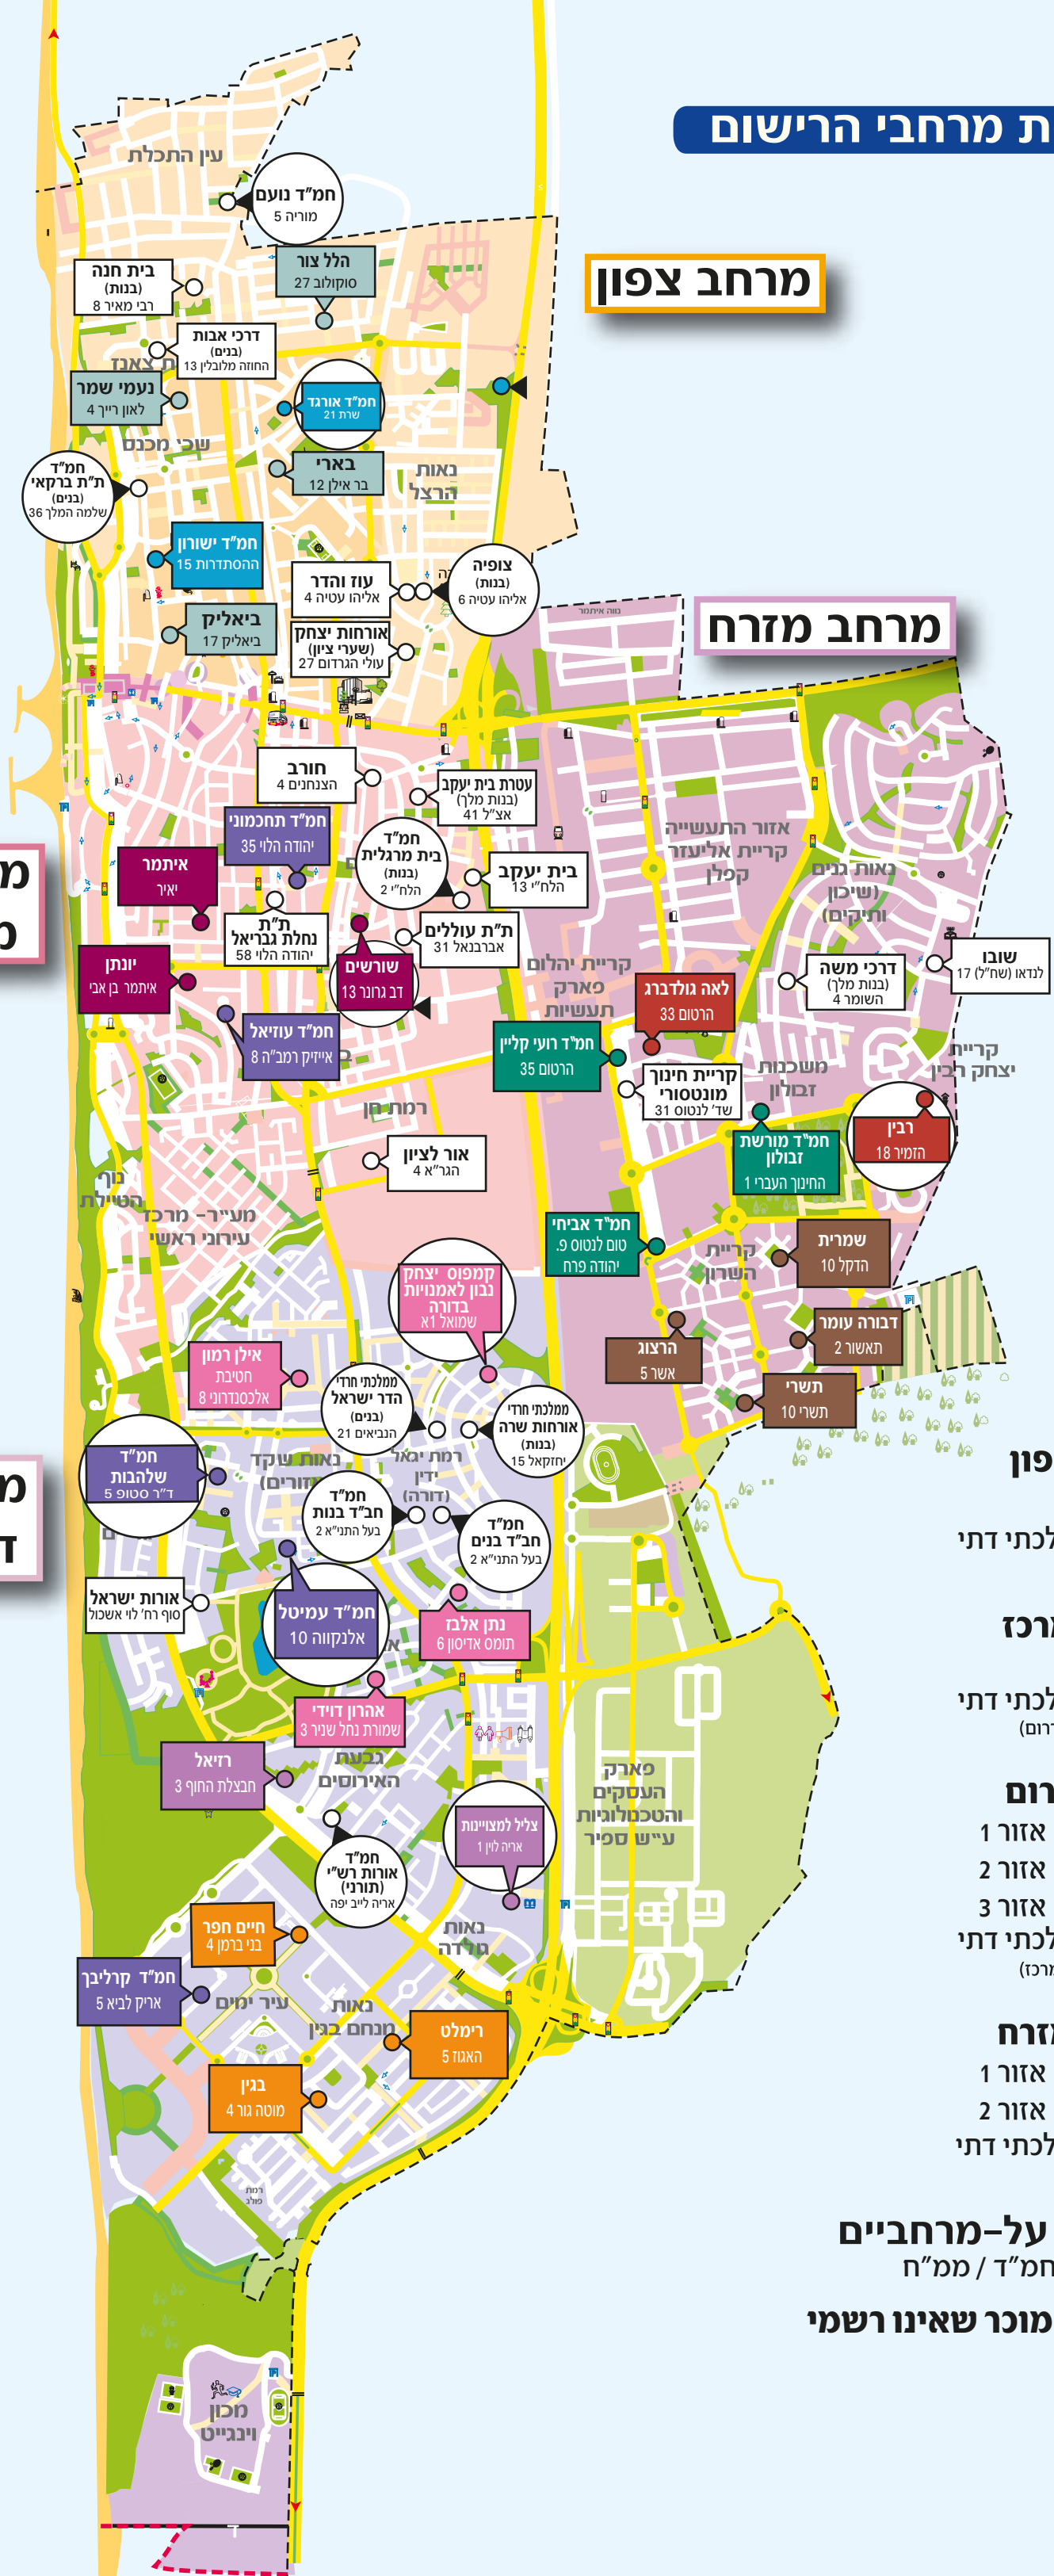 ת מרחבי הרישום
עין התכלת
חמ"ד נועם
מוריה 5
מרחב צפון
הלל צור
סוקולוב 27
בית חנה
(בנות)
רבי מאיר 8
דרכי אבות
(בנים)
החוזה מלובלין 13
ת צאנז
נעמי שמר
לאון רייך 4
חמ"ד אורגד
שרת 21
שכ' מכנס
בארי
בר אילן 12
נאות
הרצל
חמ"ד
ת"ת ברקאי
(בנים)
שלמה המלך 36
חמ"ד ישורון
ההסתדרות 15
צופיה
(בנות)
אליהו עטיה 6
עוז והדר
אליהו עטיה 4
ביאליק
ביאליק 17
אורחות יצחק
(שערי ציון)
עולי הגרדום 27
נווה איתמר
מרחב מזרח
חורב
הצנחנים 4
עטרת בית יעקב
(בנות מלך)
אצ"ל 41
חמ"ד תחכמוני
יהודה הלוי 35
חמ"ד
בית מרגלית
(בנות)
הלח"י 2
אזור התעשייה
קריית אליעזר
קפלן
איתמר
יאיר
בית יעקב
הלח"י 13
נאות גנים
(שיכון
ותיקים)
ת"ת
נחלת גבריאל
יהודה הלוי 58
ת"ת עוללים
אברבנאל 31
יונתן
איתמר בן אבי
שורשים
דב גרונר 13
קריית יהלום
פארק
תעשיות
שובו
לנדאו (שח"ל) 17
דרכי משה
(בנות מלך)
השומר 4
לאה גולדברג
הרטום 33
חמ"ד עוזיאל
אייזיק רמב"ה 8
חמ"ד רועי קליין
הרטום 35
קריית
יצחק רבין
משכנות
זבולון
קריית חינוך
מונטסורי
שד' לנטוס 31
רמת חן
רבין
הזמיר 18
חמ"ד מורשת
זבולון
החינוך העברי 1
אור לציון
הגר"א 4
נוף
הטיילת
מע"ר- מרכז
עירוני ראשי
חמ"ד אביחי
טום לנטוס 9.
יהודה פרח
קריית
השרון
שמרית
הדקל 10
קמפוס יצחק
נבון לאמנויות
בדורה
שמואל 1א
דבורה עומר
תאשור 2
הרצוג
אשר 5
אילן רמון
חטיבת
אלכסנדרוני 8
תשרי
תשרי 10
ממלכתי חרדי
הדר ישראל
(בנים)
הנביאים 21
ממלכתי חרדי
אורחות שרה
(בנות)
יחזקאל 15
נאות שקד
רמת יגאל
ידין
(דורה)
חמ"ד
שלהבות
ד"ר סטופ 5
חמ"ד
חב"ד בנות
בעל התני"א 2
חמ"ד
חב"ד בנים
בעל התני"א 2
אורות ישראל
סוף רח' לוי אשכול
חמ"ד עמיטל
אלנקווה 10
נתן אלבז
תומס אדיסון 6
אהרון דוידי
שמורת נחל שניר 3
רזיאל
חבצלת החוף 3
גבעת
האירוסים
פארק
העסקים
והטכנולוגיות
ע"ש ספיר
צליל למצויינות
אריה לוין 1
חמ"ד
אורות רש"י
(תורני)
אריה לייב יפה
חיים חפר
בני ברמן 4
נאות
גולדה
חמ"ד קרליבך
אריק לביא 5
עיר ימים
נאות
מנחם בגין
רימלט
האגוז 5
בגין
מוטה גור 4
רמת
פולג
מכון
וינגייט
פון
לכתי דתי
מרכז
לכתי דתי
רום
אזור 1
אזור 2
אזור 3
לכתי דתי
מזרח
אזור 1
אזור 2
לכתי דתי
על-מרחביים
חמ"ד / ממ"ח
מוכר שאינו רשמי